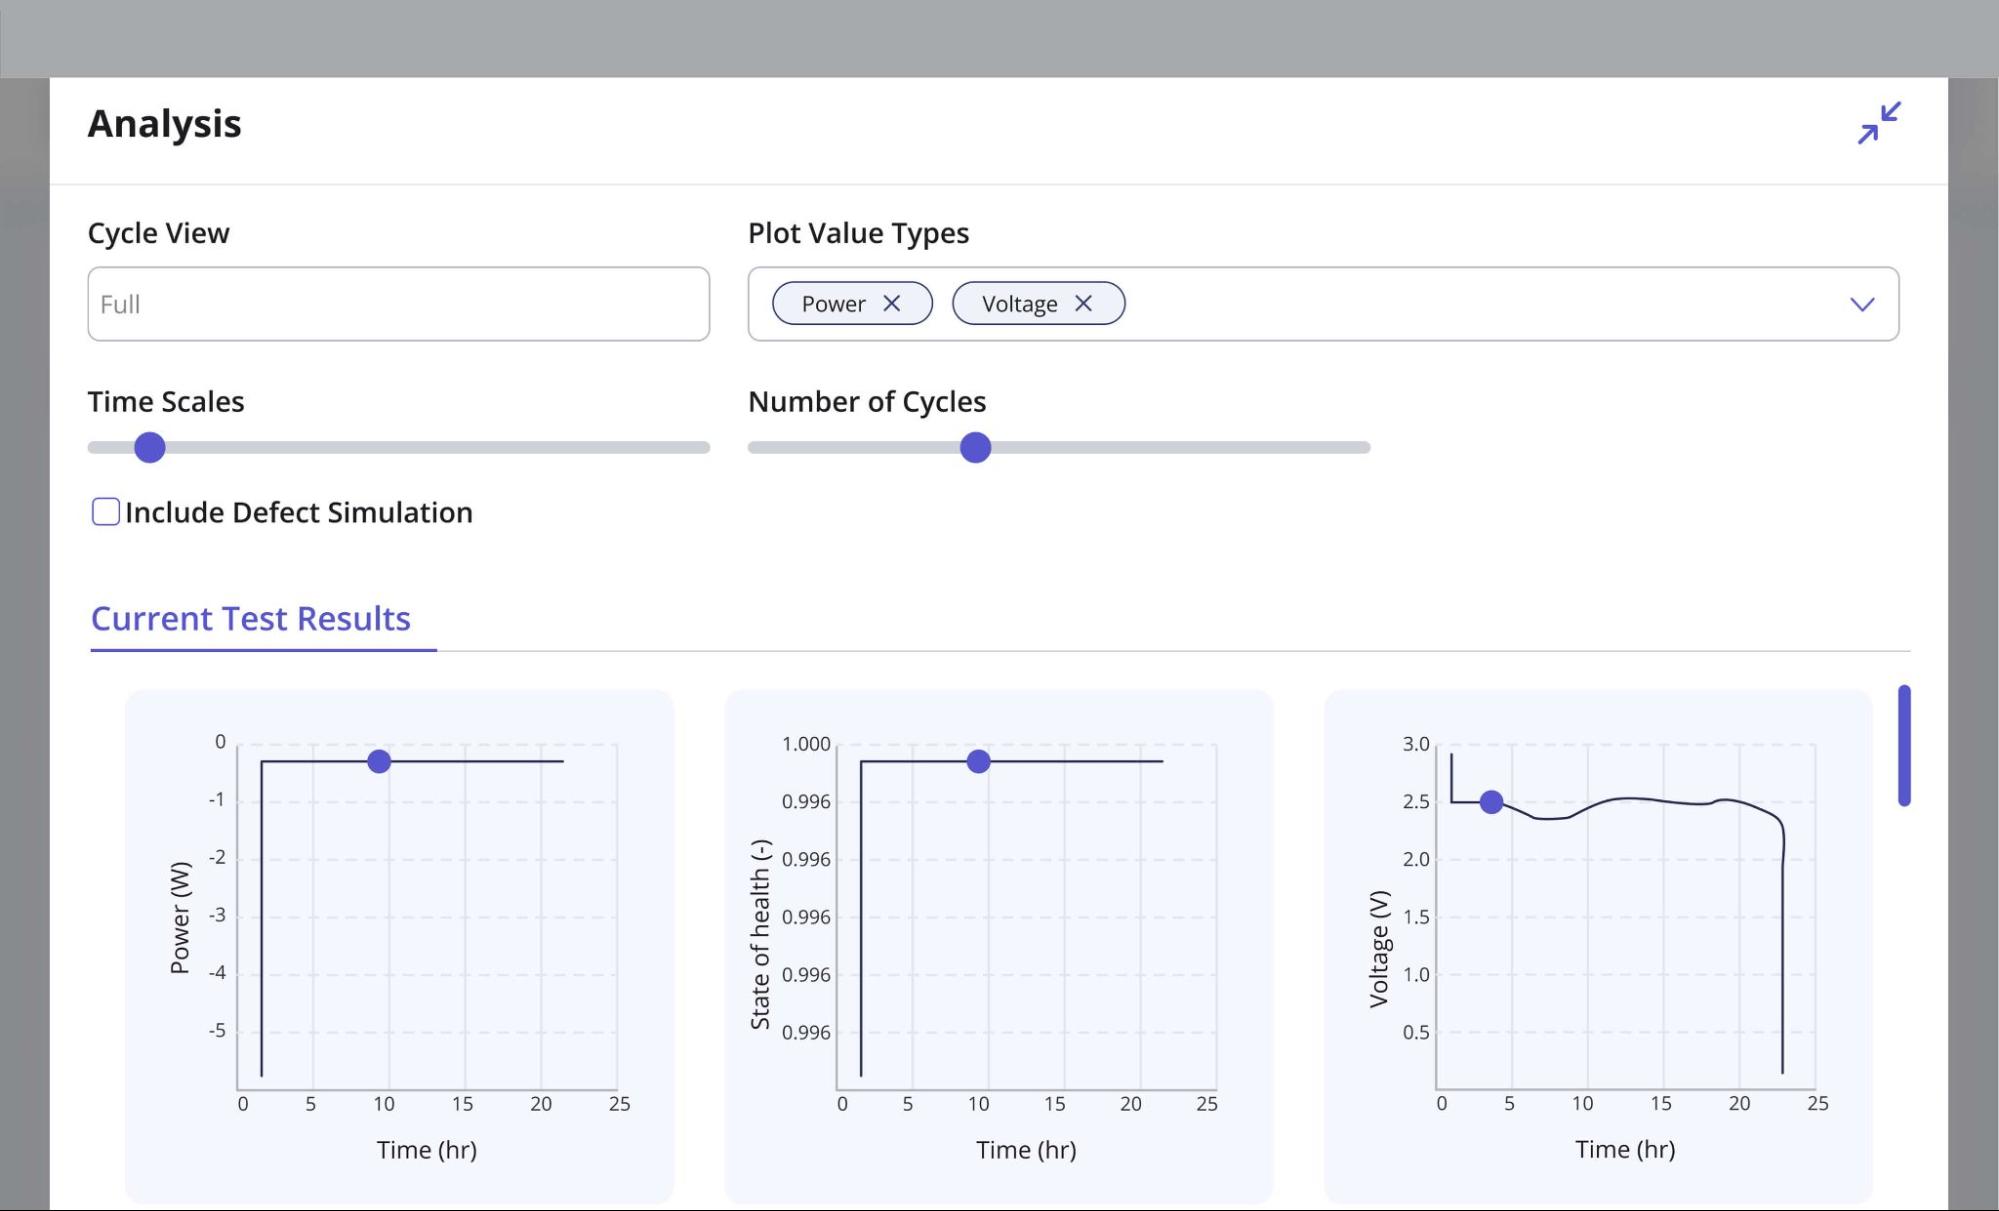 Analysis
Cycle View
Plot Value Types
Full
Power
Voltage
Time Scales
Number of Cycles
Include Defect Simulation
Current Test Results
0
-1
-2
-3
-4
-5
Power (W)
0 5 10 15 20 25
Time (hr)
1.000
0.996
0.996
0.996
0.996
0.996
State of health (-)
0 5 10 15 20 25
Time (hr)
3.0
2.5
2.0
1.5
1.0
0.5
Voltage (V)
0 5 10 15 20 25
Time (hr)